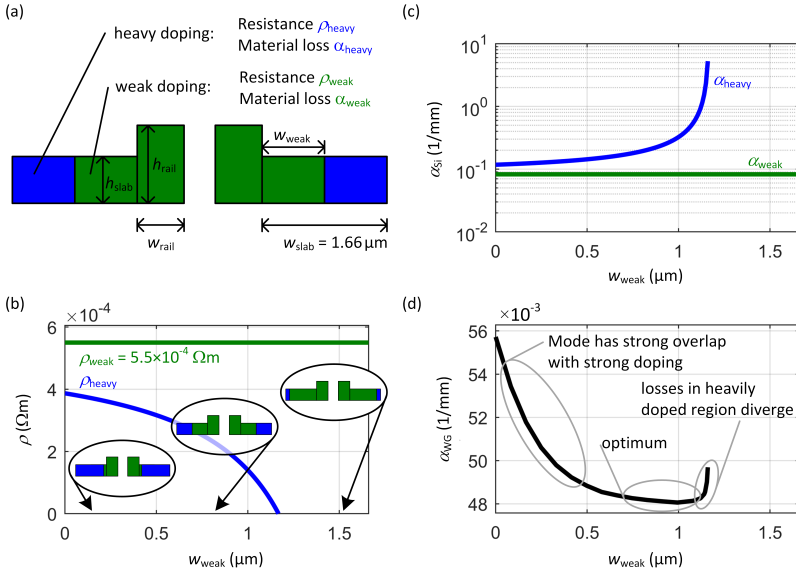 (a)
heavy doping:
Resistance ρheavy
Material loss αheavy
weak doping:
Resistance ρweak
Material loss αweak
wweak
hrail
hslab
wrail
wslab = 1.66 µm
(b)
×10-4
6
4
2
0
ρ (Ωm)
ρweak = 5.5×10-4 Ωm
ρheavy
0
0.5
1
1.5
wweak (µm)
(c)
101
100
10-1
10-2
αSi (1/mm)
αheavy
αweak
0
0.5
1
1.5
wweak (µm)
(d)
×10-3
56
54
52
50
48
αWG (1/mm)
Mode has strong overlap
with strong doping
losses in heavily
doped region diverge
optimum
0
0.5
1
1.5
wweak (µm)